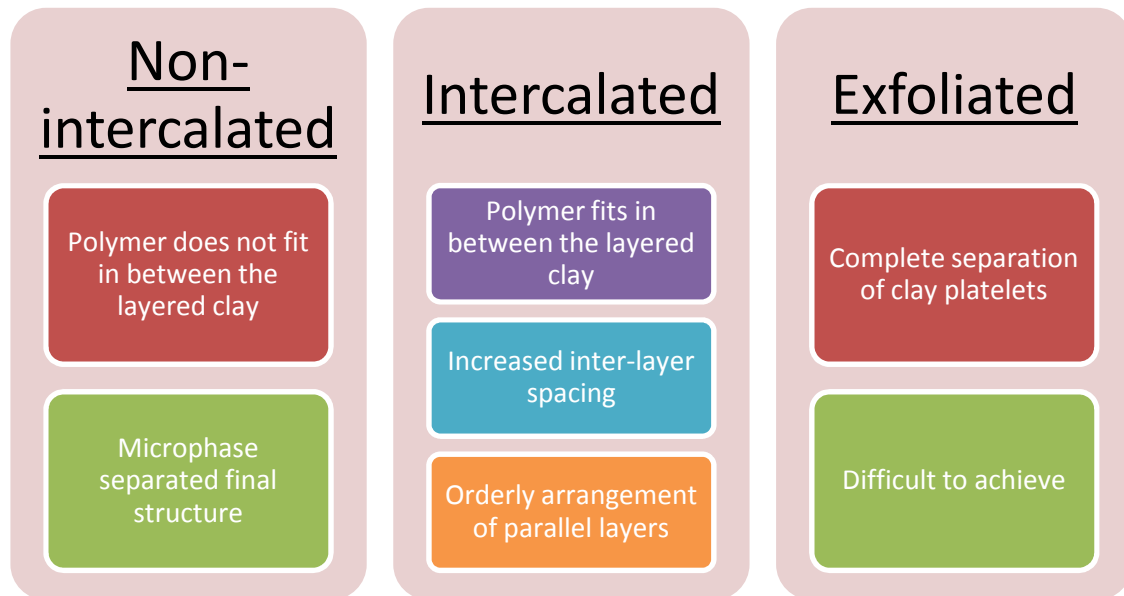 Non-
intercalated
Polymer does not fit
in between the
layered clay
Microphase
separated final
structure
Intercalated
Polymer fits in
between the layered
clay
Increased inter-layer
spacing
Orderly arrangement
of parallel layers
Exfoliated
Complete separation
of clay platelets
Difficult to achieve